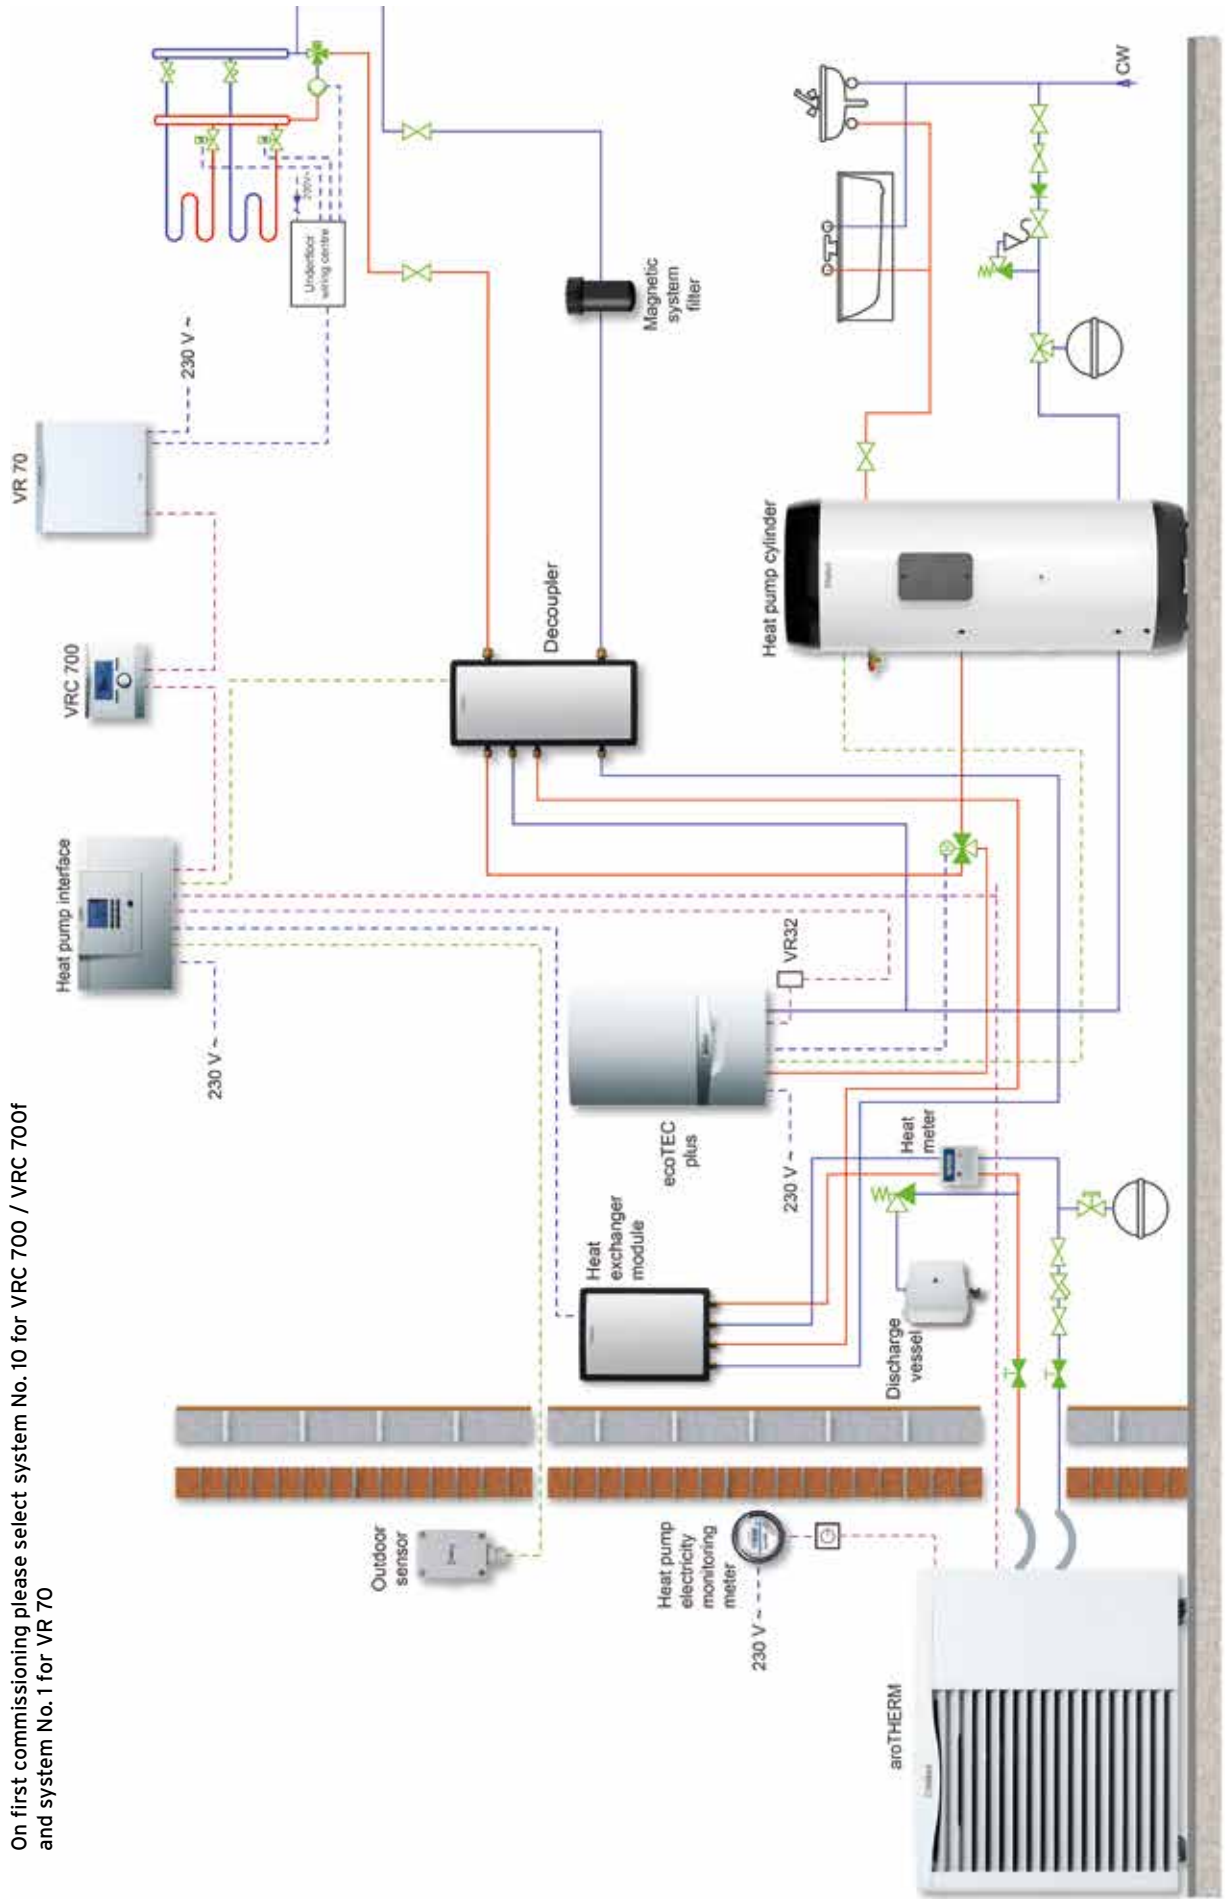 On first commissioning please select system No. 10 for VRC 700 / VRC 700f
and system No. 1 for VR 70
Heat pump interface
VRC 700
VR 70
230 V ~
230 V ~
Underfloor
wiring centre
230V~
Outdoor
sensor
Heat
exchanger
module
ecoTEC
plus
230 V ~
VR32
Decoupler
Magnetic
system
filter
Heat pump
electricity
monitoring
meter
230 V ~
Discharge
vessel
Heat
meter
Heat pump cylinder
aroTHERM
CW